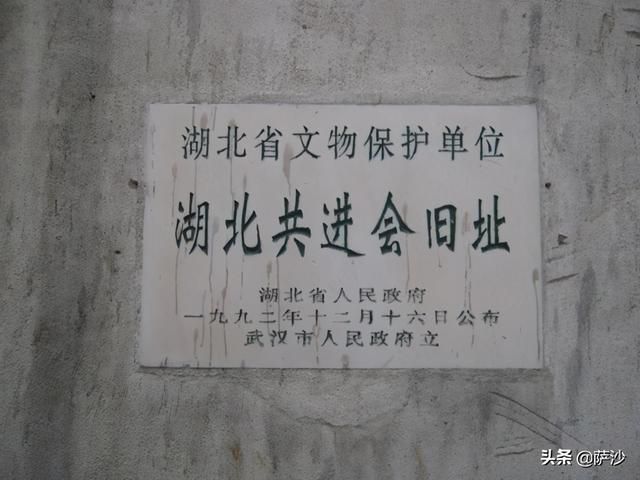 湖北省文物保护单位
湖北共进会旧址
湖北省人民政府
一九九二年十二月十六日公布
武汉市人民政府立
头条 @萨沙